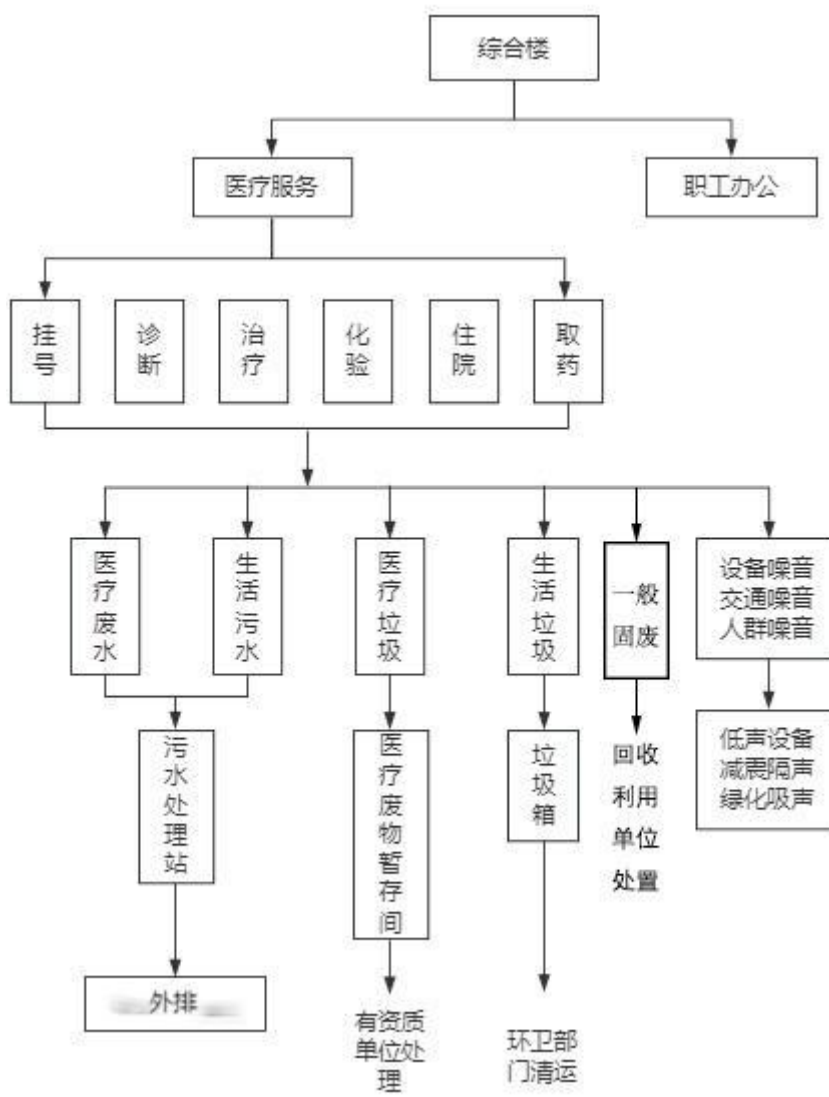 综合楼
医疗服务
职工办公
挂号
诊断
治疗
化验
住院
取药
医疗废水
生活污水
医疗垃圾
生活垃圾
一般
固废
设备噪音
交通噪音
人群噪音
污水处理站
医疗废物暂存间
垃圾箱
回收
利用
单位
处置
低声设备
减震隔声
绿化吸声
外排
有资质
单位处
理
环卫部
门清运